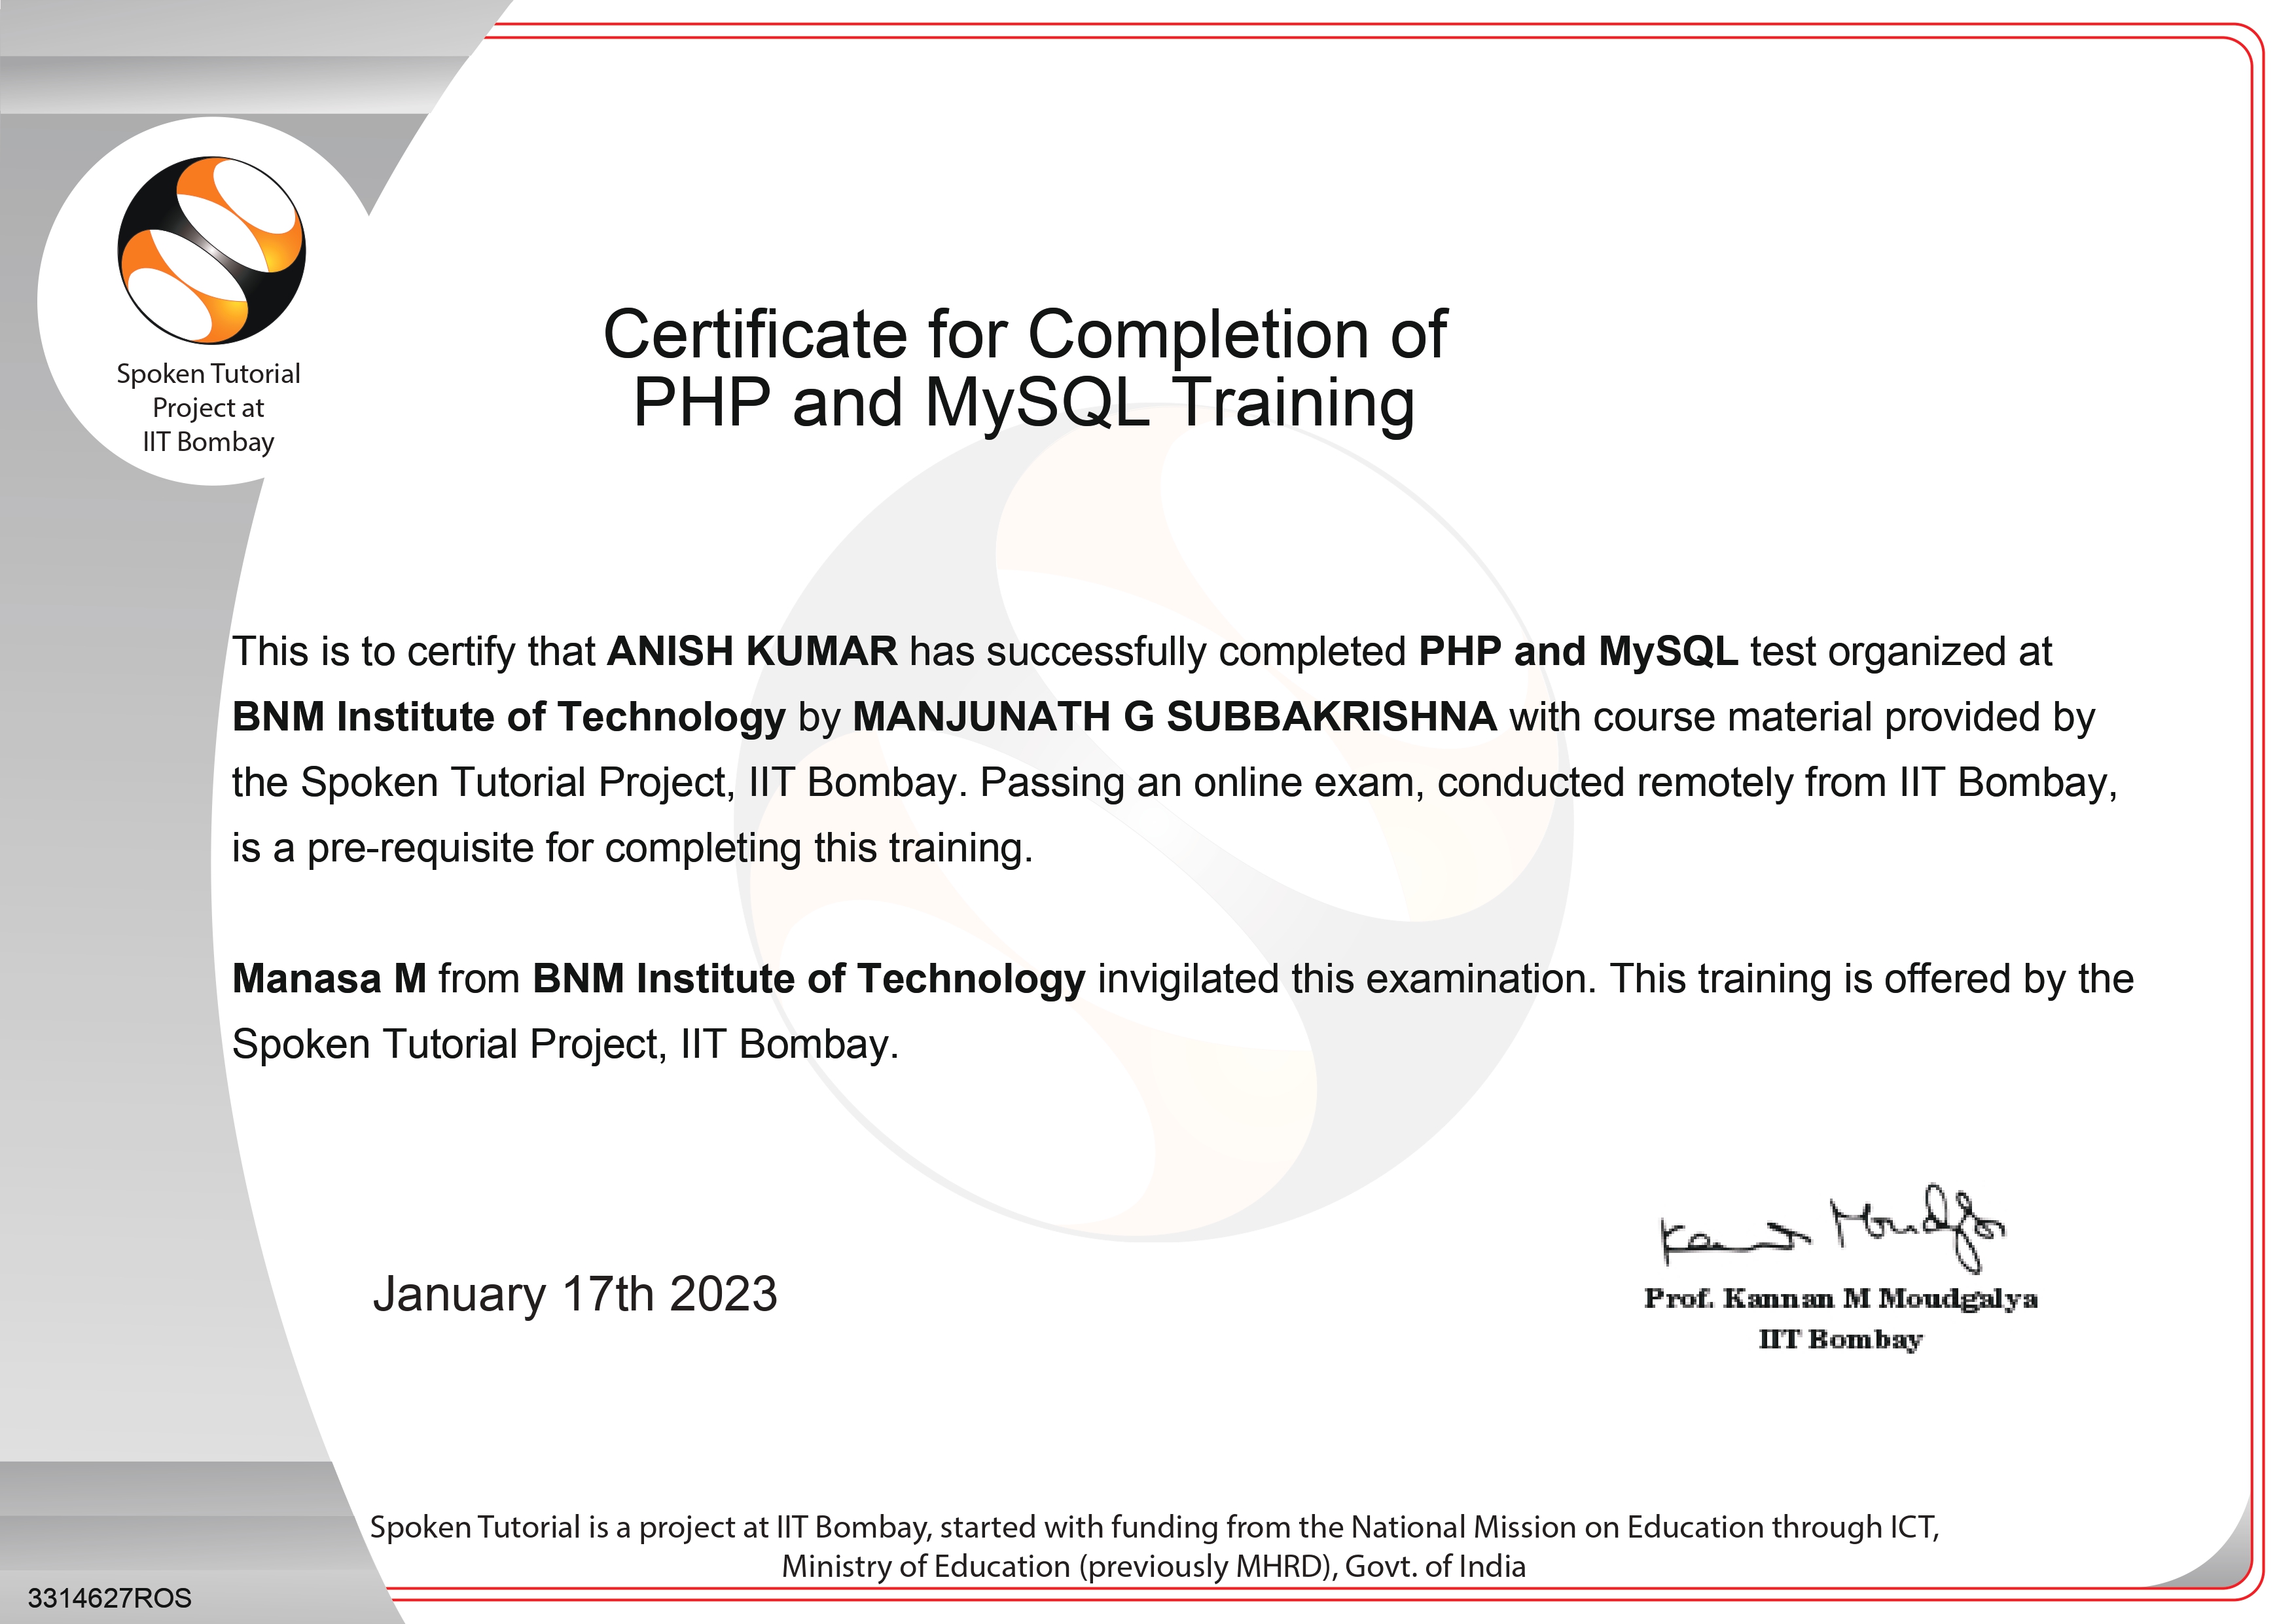 Spoken Tutorial
Project at
IIT Bombay
Certificate for Completion of
PHP and MySQL Training
This is to certify that ANISH KUMAR has successfully completed PHP and MySQL test organized at
BNM Institute of Technology by MANJUNATH G SUBBAKRISHNA with course material provided by
the Spoken Tutorial Project, IIT Bombay. Passing an online exam, conducted remotely from IIT Bombay,
is a pre-requisite for completing this training.
Manasa M from BNM Institute of Technology invigilated this examination. This training is offered by the
Spoken Tutorial Project, IIT Bombay.
January 17th 2023
Kannan Moudgalya
Prof. Kannan M Moudgalya
IIT Bombay
Spoken Tutorial is a project at IIT Bombay, started with funding from the National Mission on Education through ICT,
Ministry of Education (previously MHRD), Govt. of India
3314627ROS